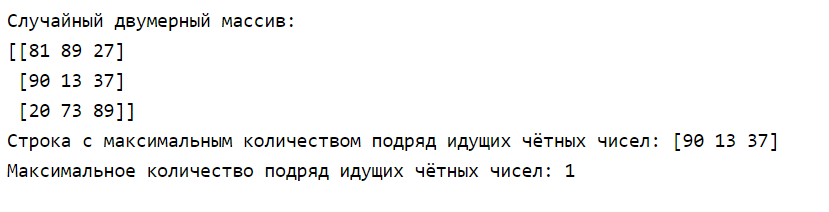 Случайный двумерный массив:
[[81 89 27]
 [90 13 37]
 [20 73 89]]
Строка с максимальным количеством подряд идущих чётных чисел: [90 13 37]
Максимальное количество подряд идущих чётных чисел: 1